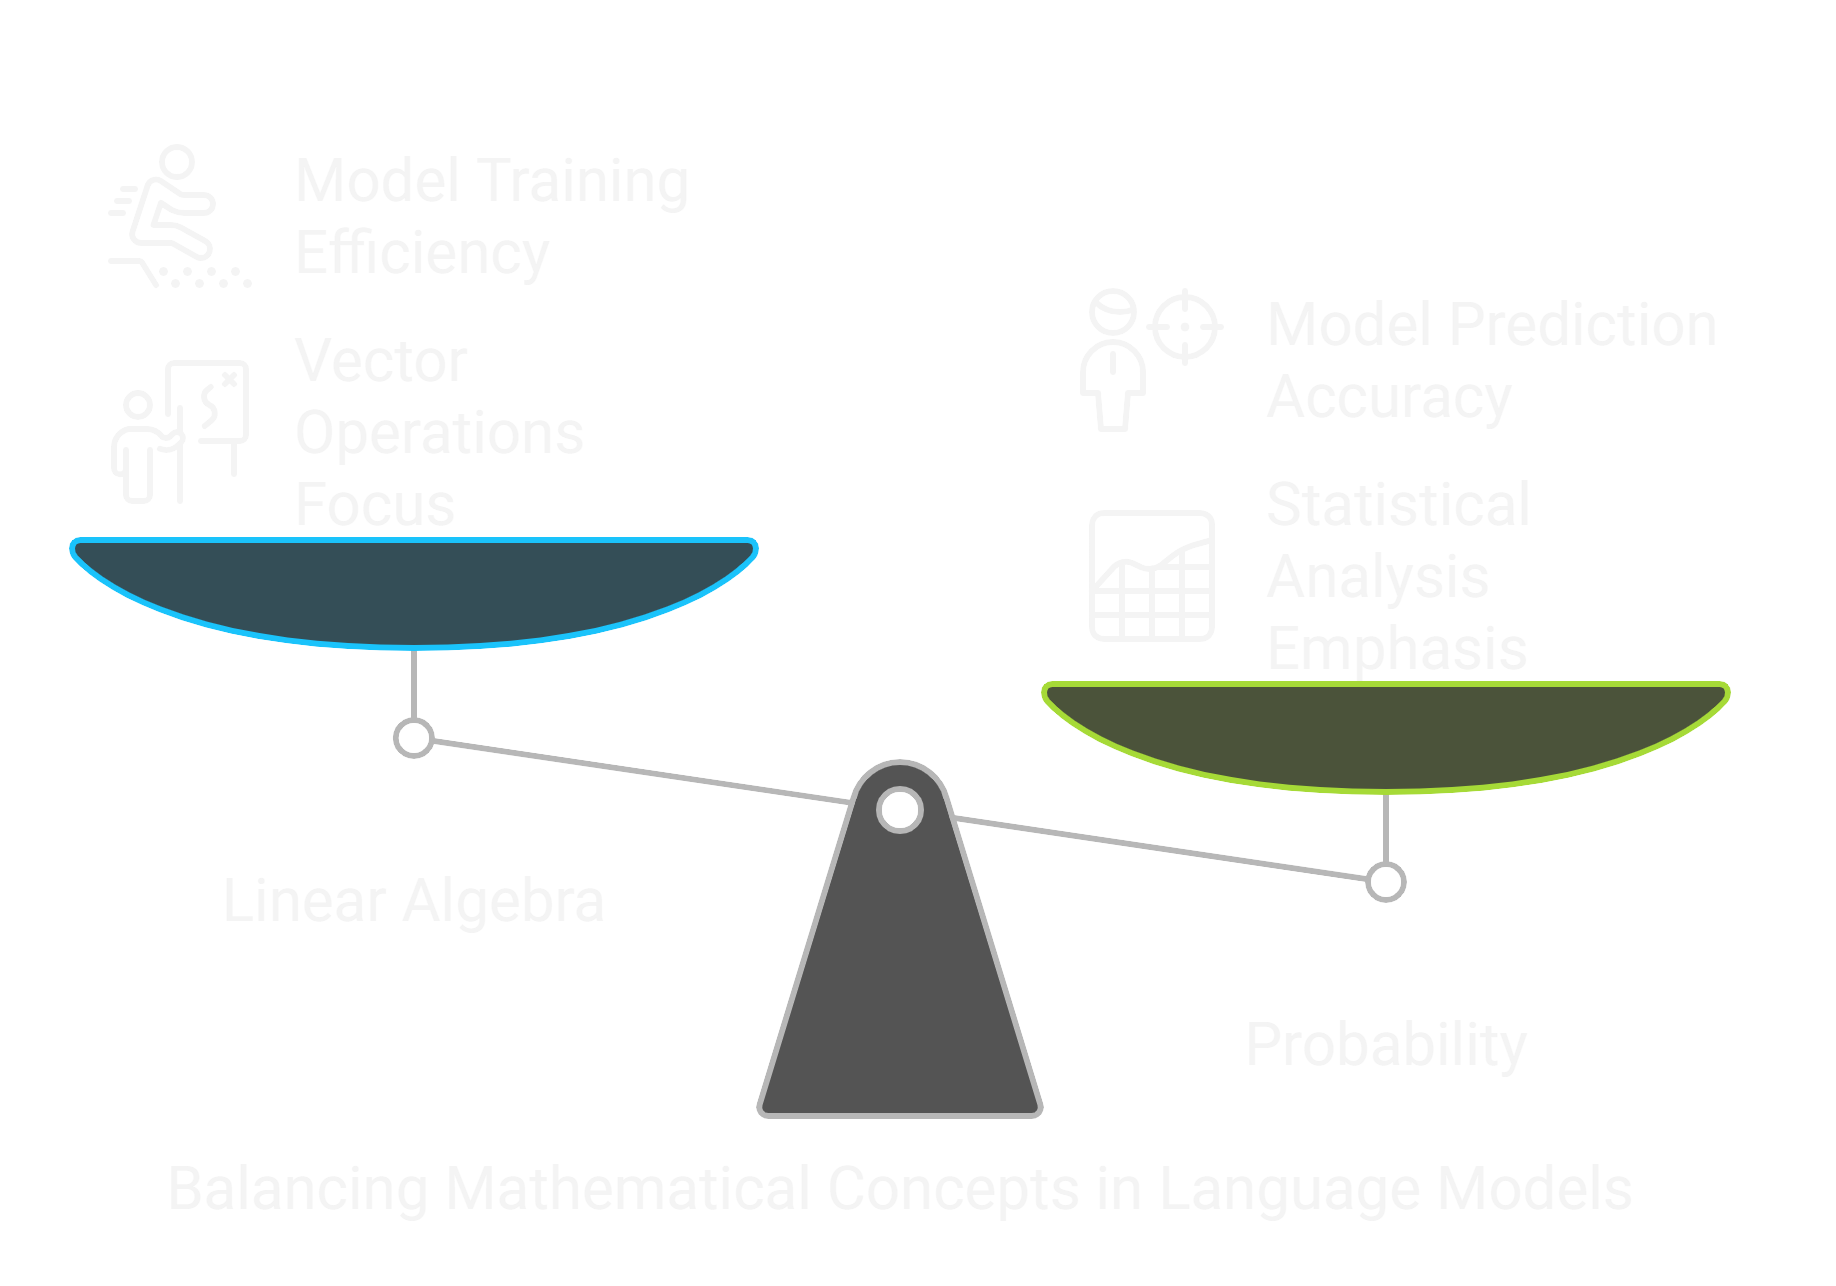 Model Training
Efficiency
Vector
Operations
Focus
Model Prediction
Accuracy
Statistical
Analysis
Emphasis
Linear Algebra
Probability
Balancing Mathematical Concepts in Language Models